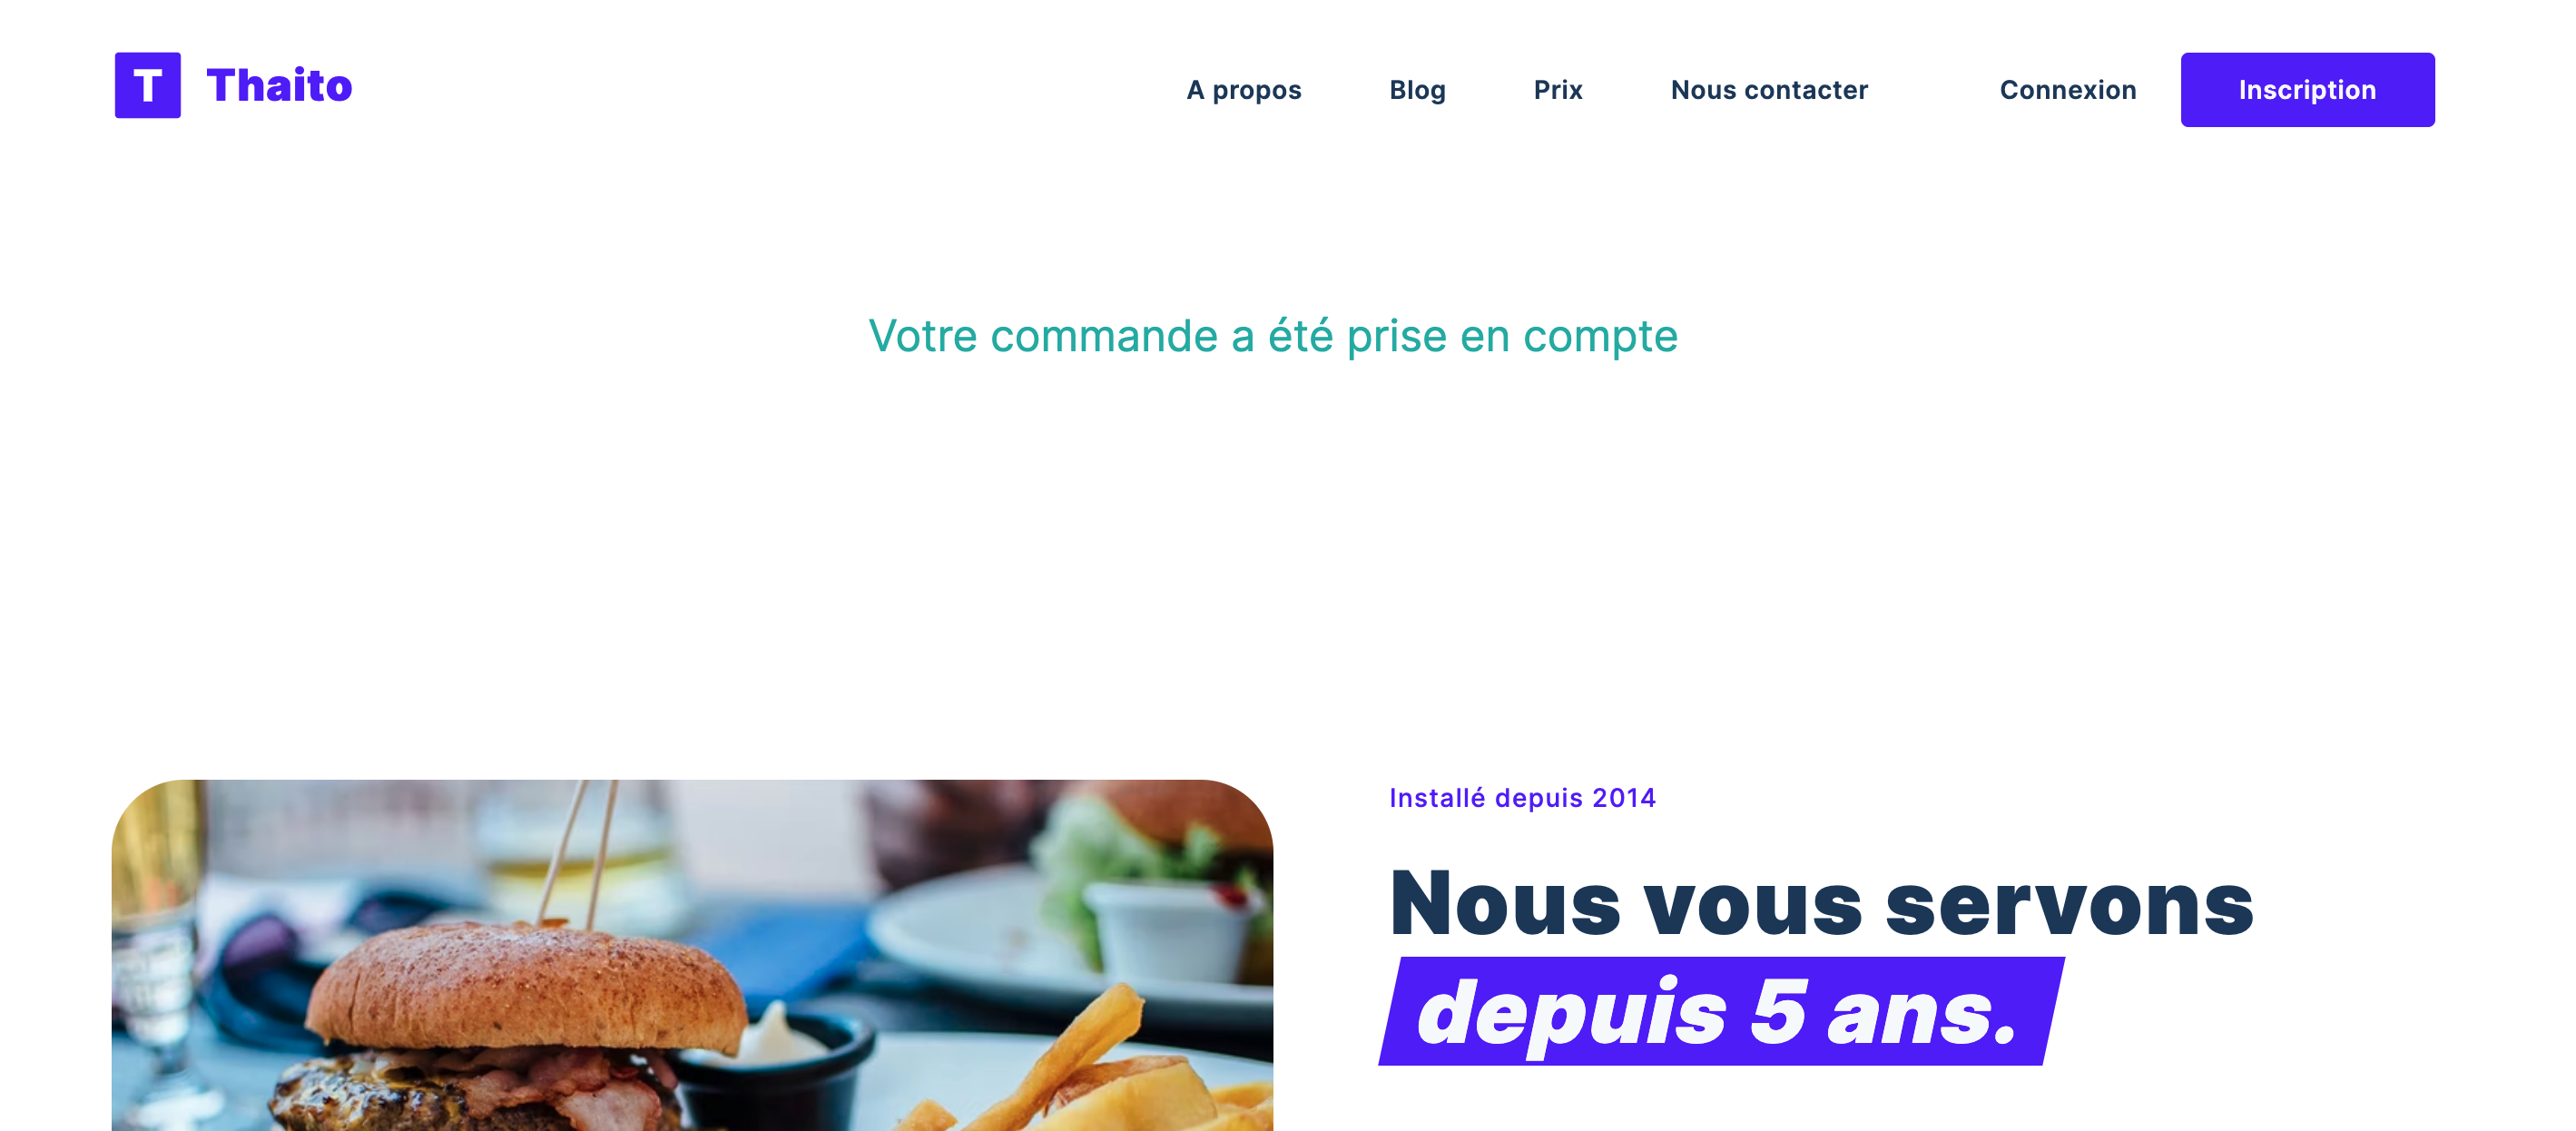 T Thaito
A propos Blog Prix Nous contacter Connexion Inscription
Votre commande a été prise en compte
Installé depuis 2014
Nous vous servons
depuis 5 ans.